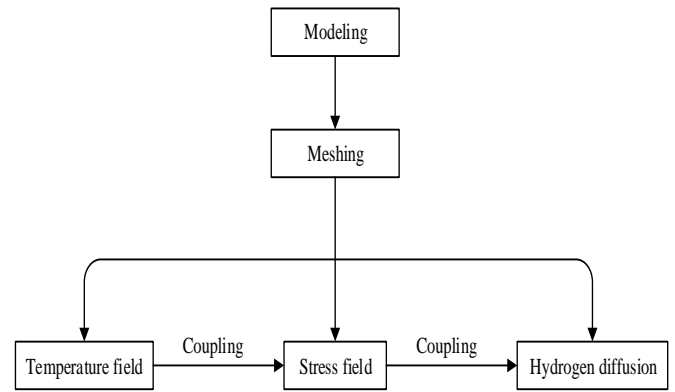 Modeling
Meshing
Coupling
Coupling
Temperature field
Stress field
Hydrogen diffusion